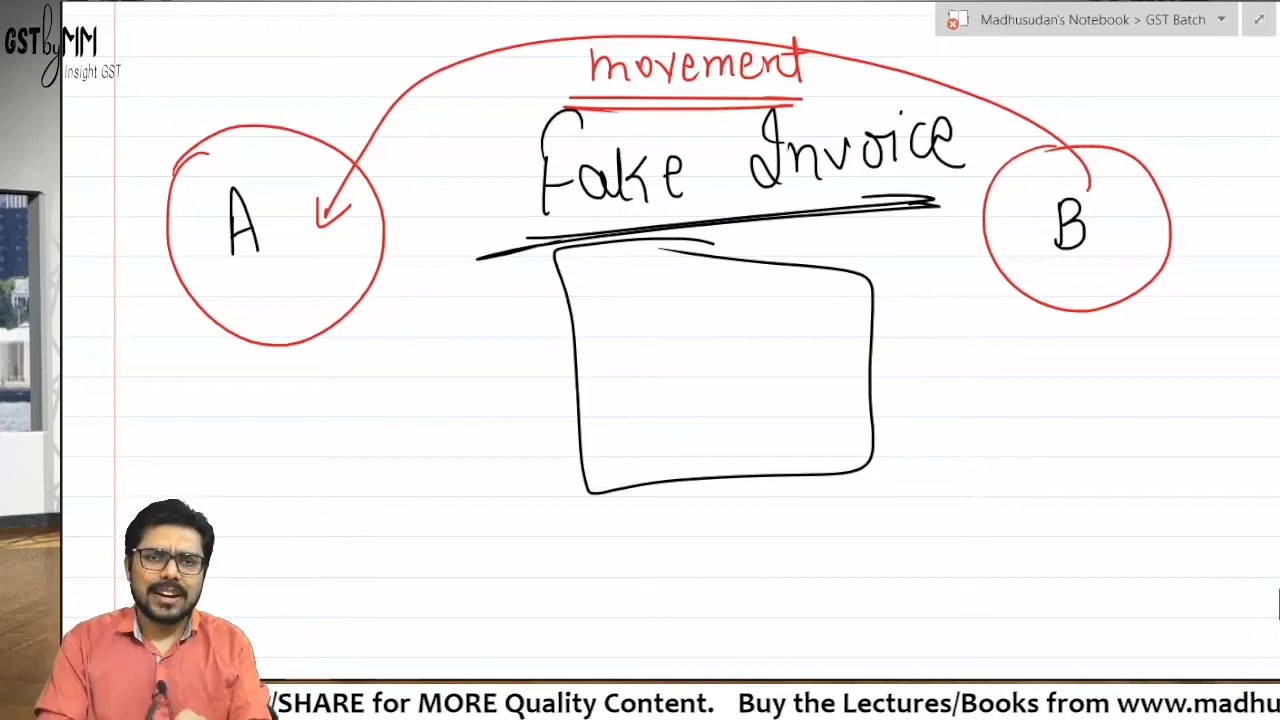 GST by MM
Insight GST
Madhusudan's Notebook > GST Batch
movement
Fake Invoice
A
B
/SHARE for MORE Quality Content. Buy the Lectures/Books from www.madhu